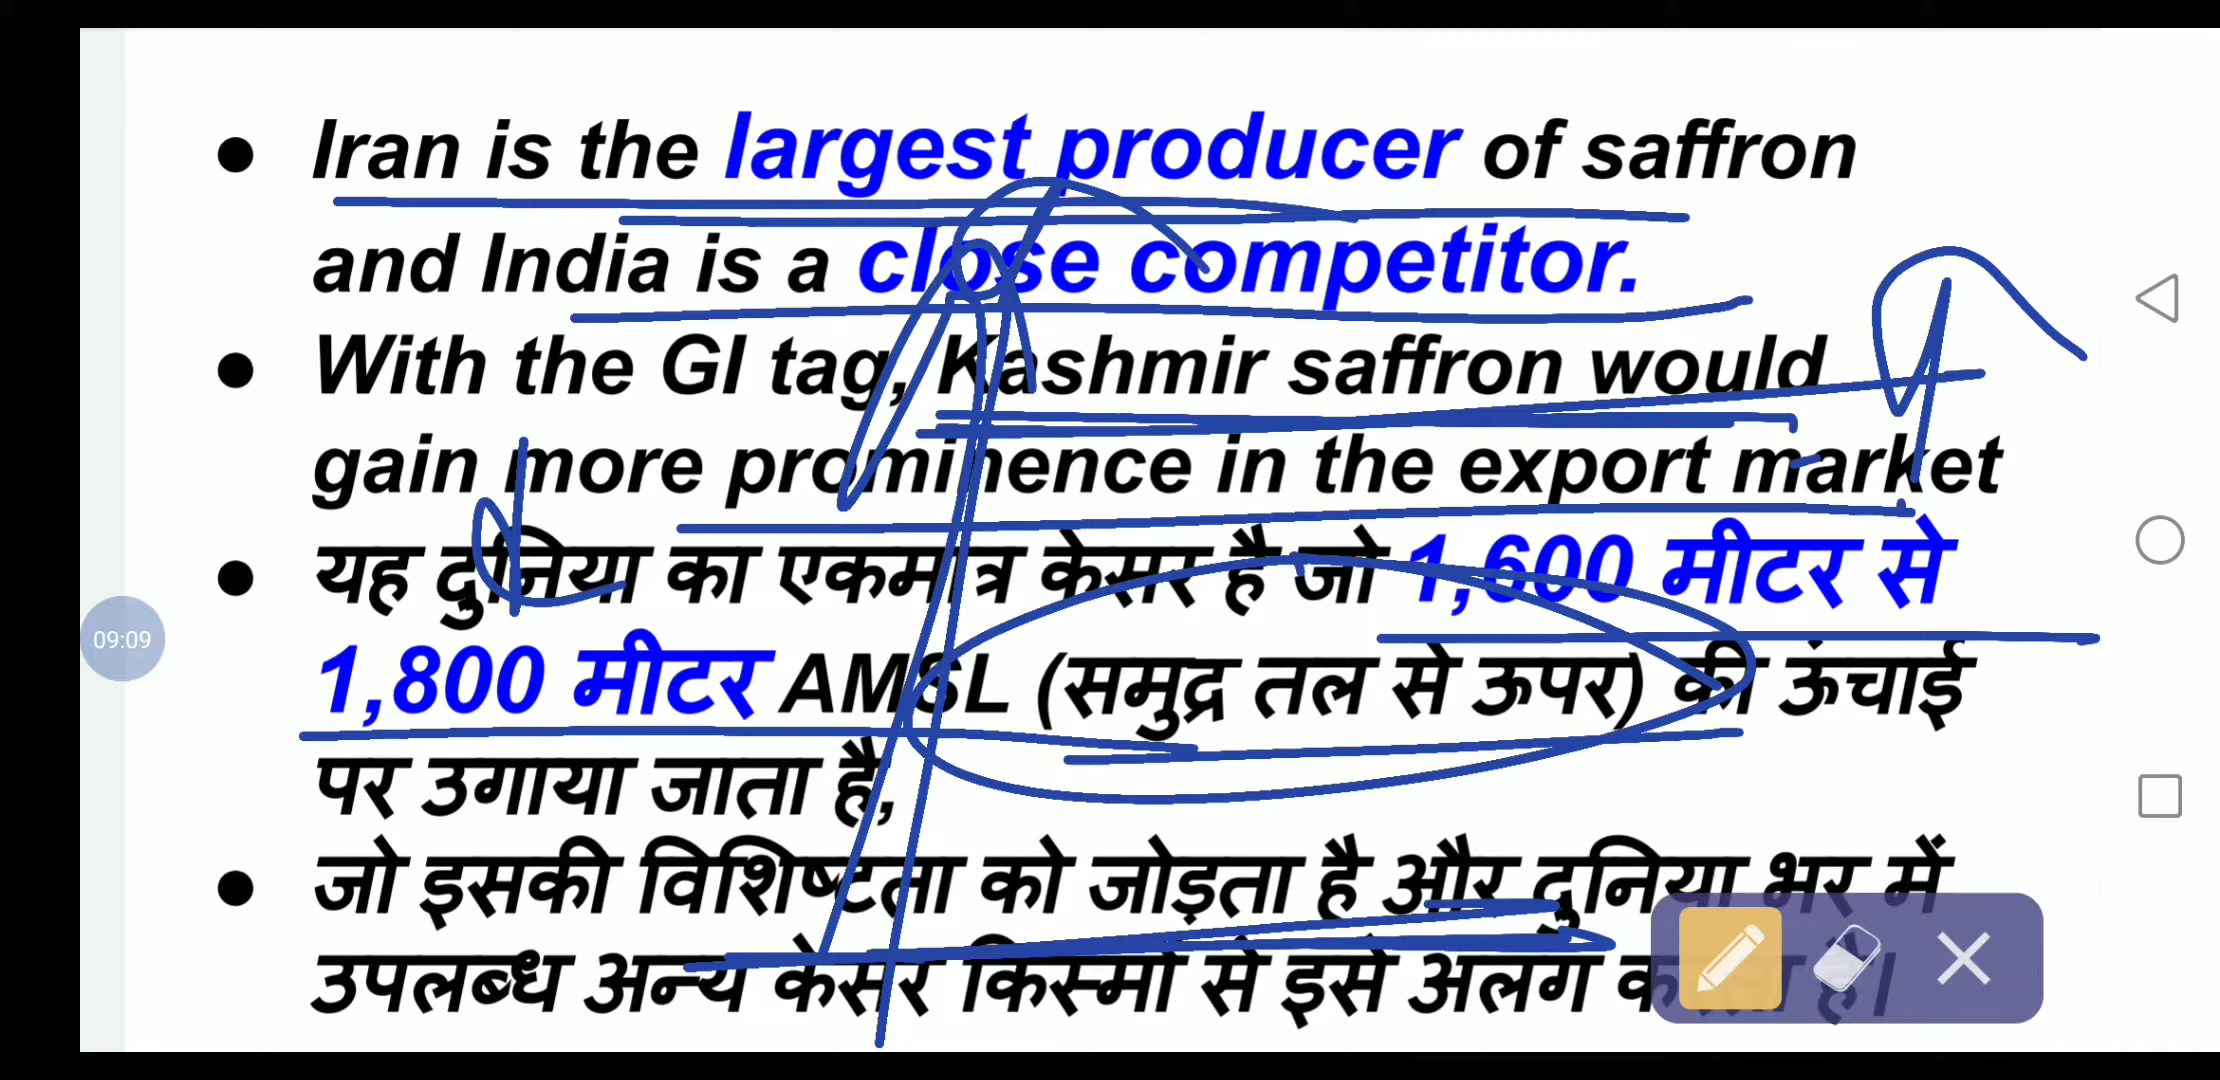 ● Iran is the largest producer of saffron
and India is a close competitor.
● With the GI tag, Kashmir saffron would
gain more prominence in the export market
● यह दुनिया का एकमात्र केसर है जो 1,600 मीटर से
1,800 मीटर AMSL (समुद्र तल से ऊपर) की ऊंचाई
पर उगाया जाता है,
● जो इसकी विशिष्टता को जोड़ता है और दुनिया भर में
उपलब्ध अन्य केसर किस्मों से इसे अलग है।
09:09